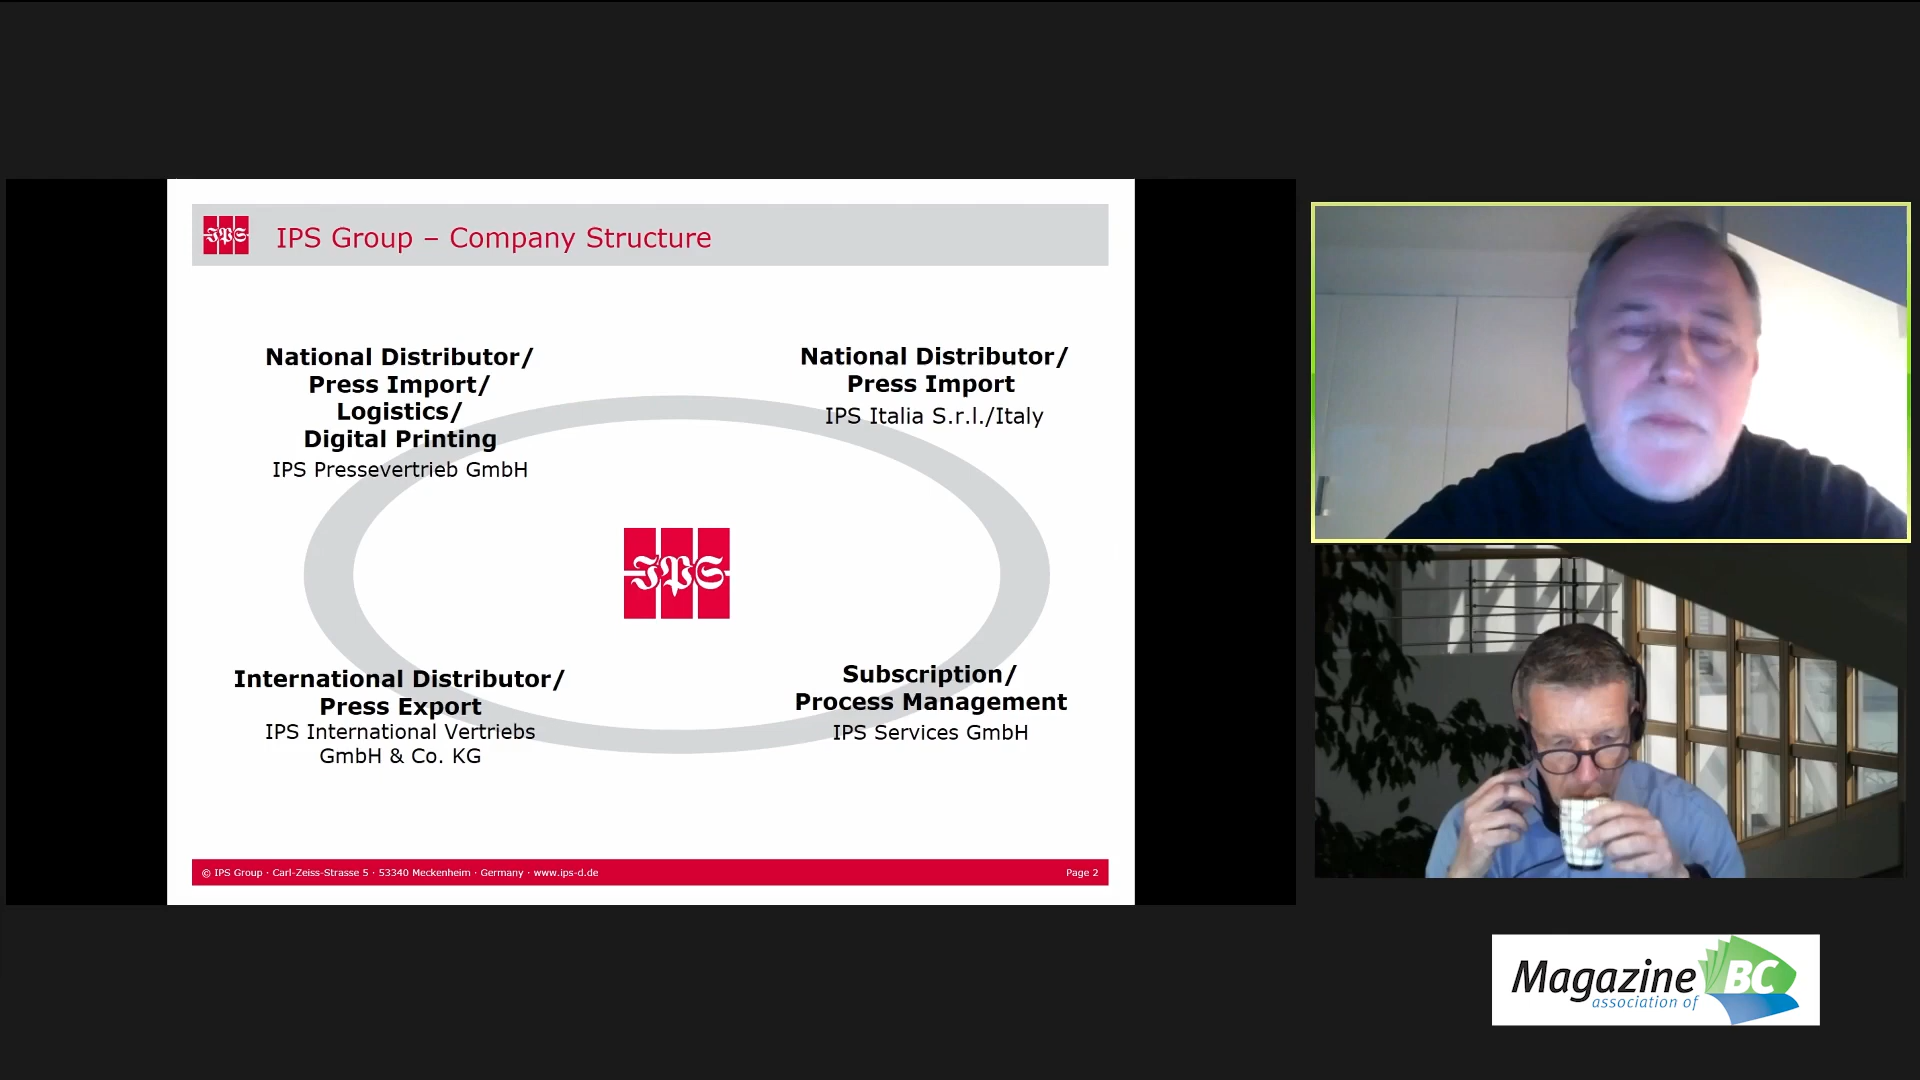 IPS
IPS Group – Company Structure
National Distributor/
Press Import/
Logistics/
Digital Printing
IPS Pressevertrieb GmbH
National Distributor/
Press Import
IPS Italia S.r.l./Italy
IPS
International Distributor/
Press Export
IPS International Vertriebs
GmbH & Co. KG
Subscription/
Process Management
IPS Services GmbH
© IPS Group · Carl-Zeiss-Strasse 5 · 53340 Meckenheim · Germany · www.ips-d.de
Page 2
Magazine BC
association of